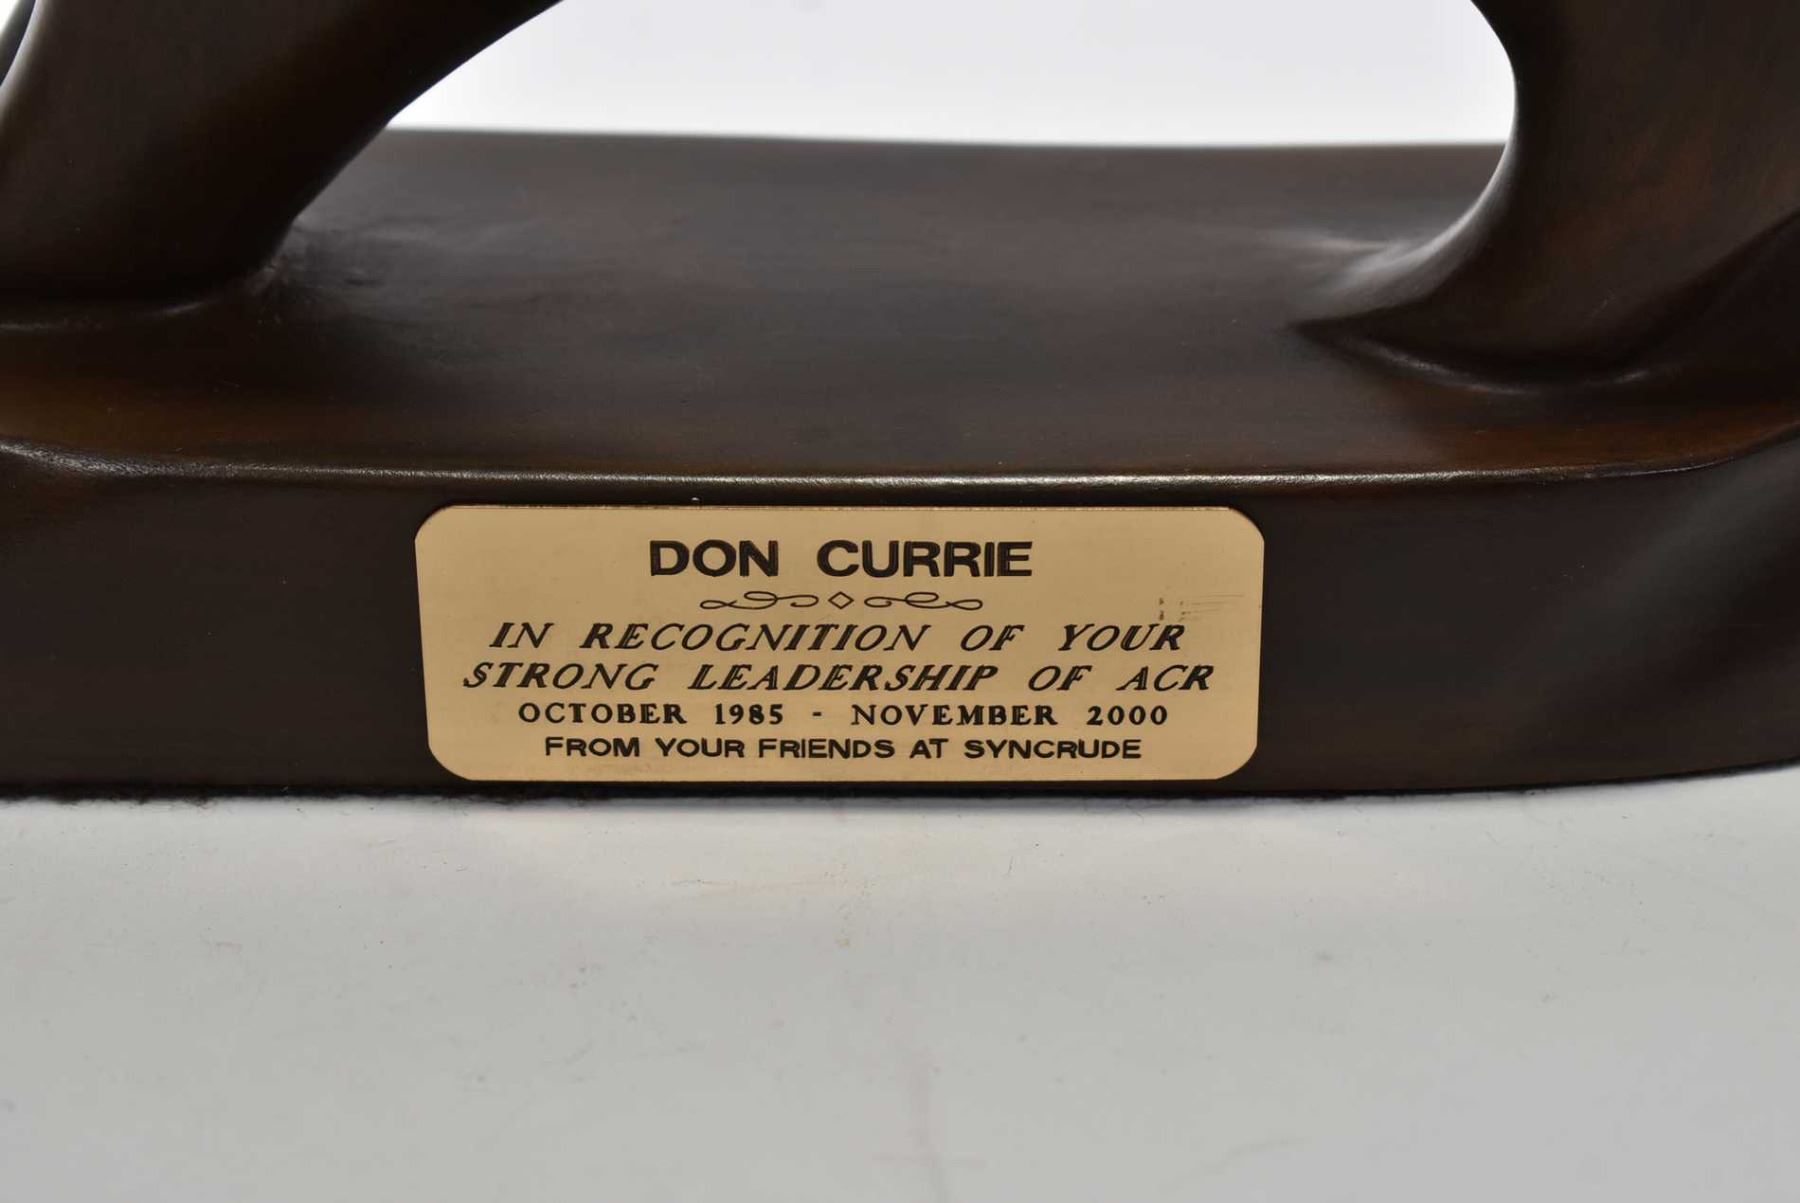 DON CURRIE
IN RECOGNITION OF YOUR
STRONG LEADERSHIP OF ACR
OCTOBER 1985 - NOVEMBER 2000
FROM YOUR FRIENDS AT SYNCRUDE